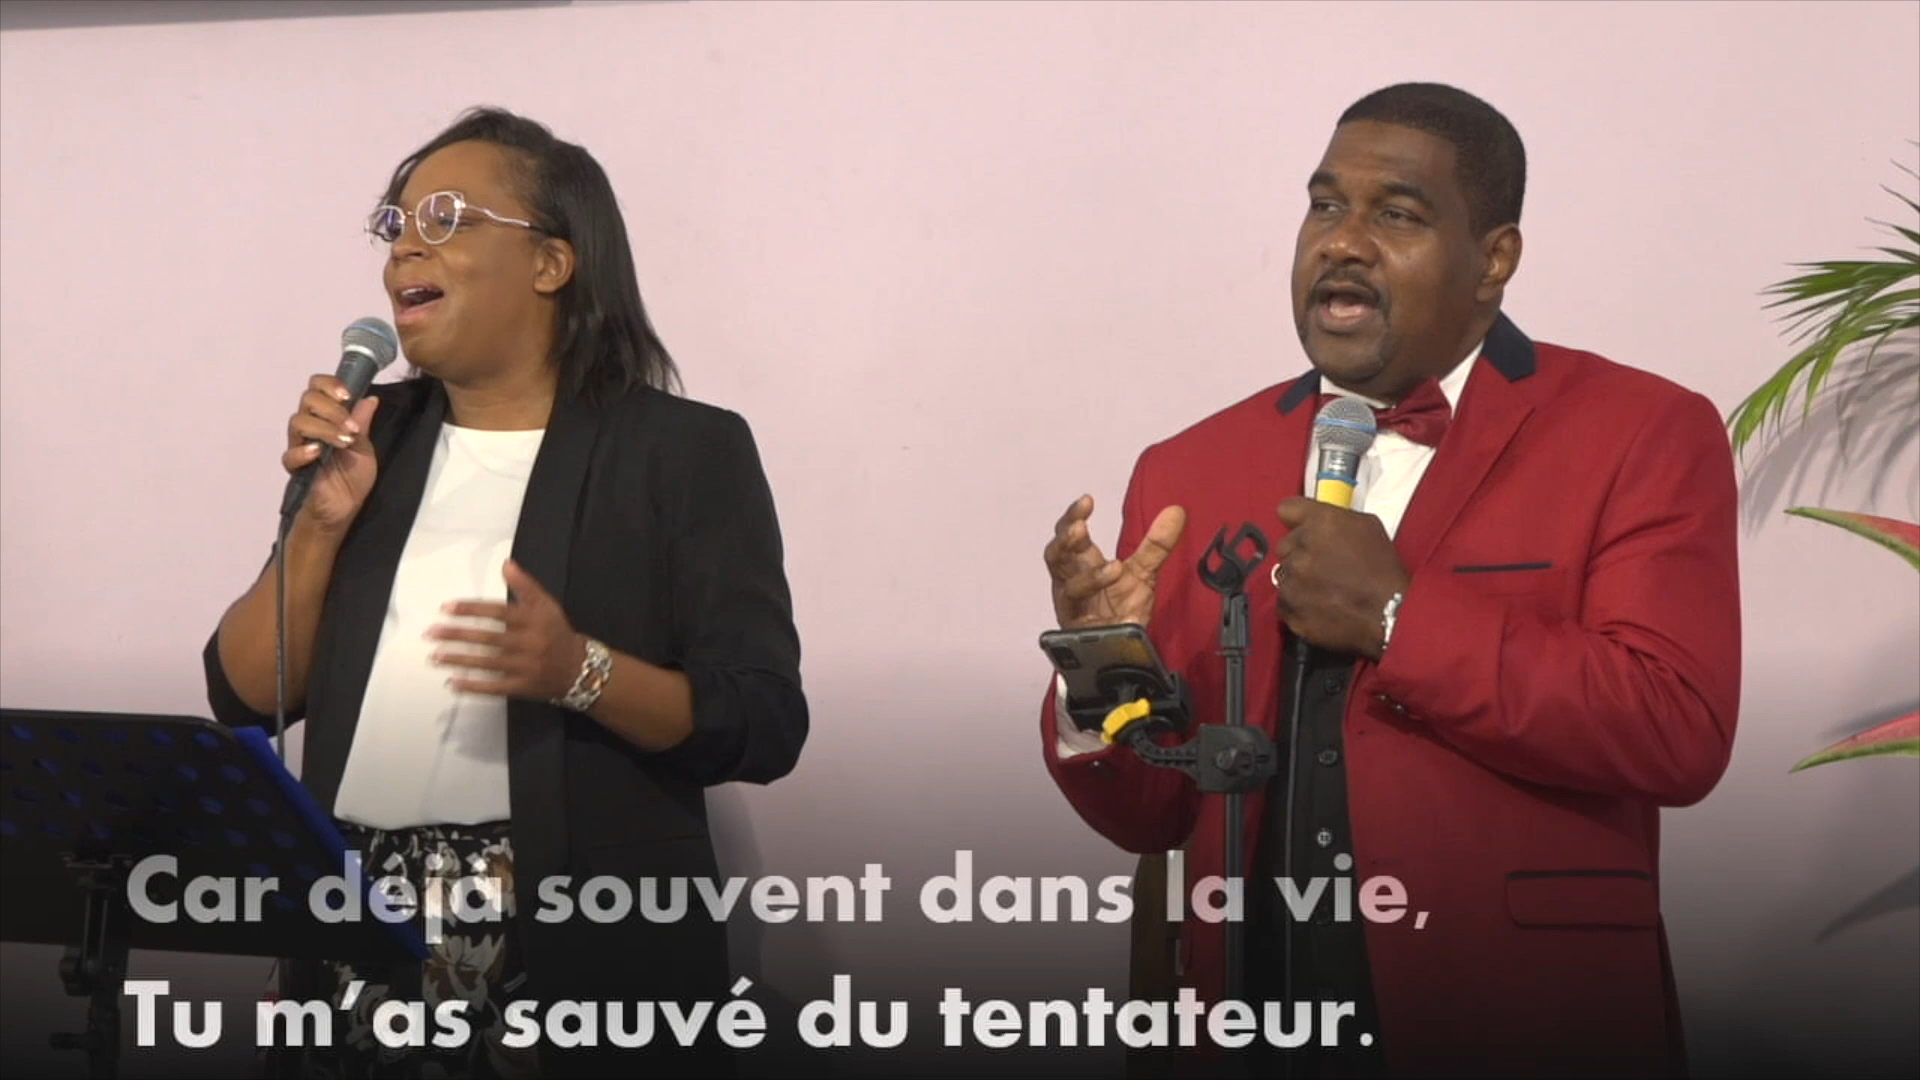 Car déjà souvent dans la vie,
Tu m’as sauvé du tentateur.